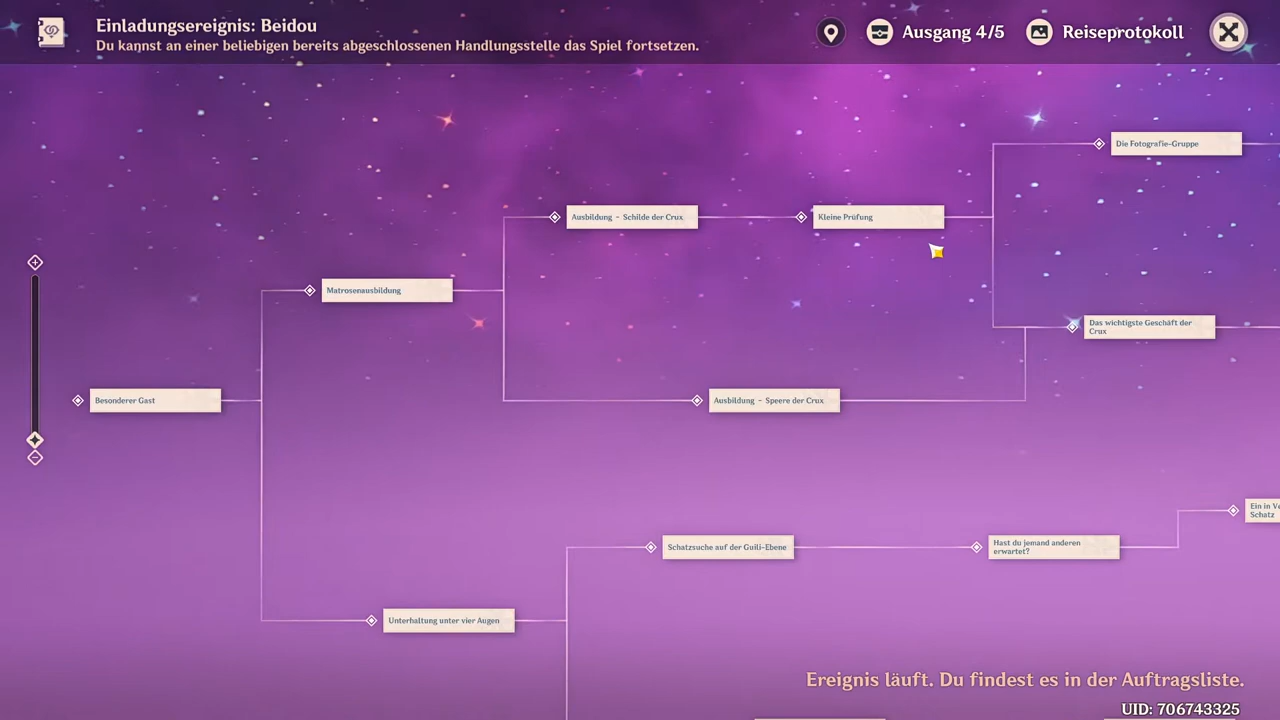 Einladungsereignis: Beidou
Du kannst an einer beliebigen bereits abgeschlossenen Handlungsstelle das Spiel fortsetzen.
Ausgang 4/5
Reiseprotokoll
Die Fotografie-Gruppe
Ausbildung - Schilde der Crux
Kleine Prüfung
Matrosenausbildung
Das wichtigste Geschäft der
Crux
Besonderer Gast
Ausbildung - Speere der Crux
Ein in Ve
Schatz
Schatzsuche auf der Guili-Ebene
Hast du jemand anderen
erwartet?
Unterhaltung unter vier Augen
Ereignis läuft. Du findest es in der Auftragsliste.
UID: 706743325